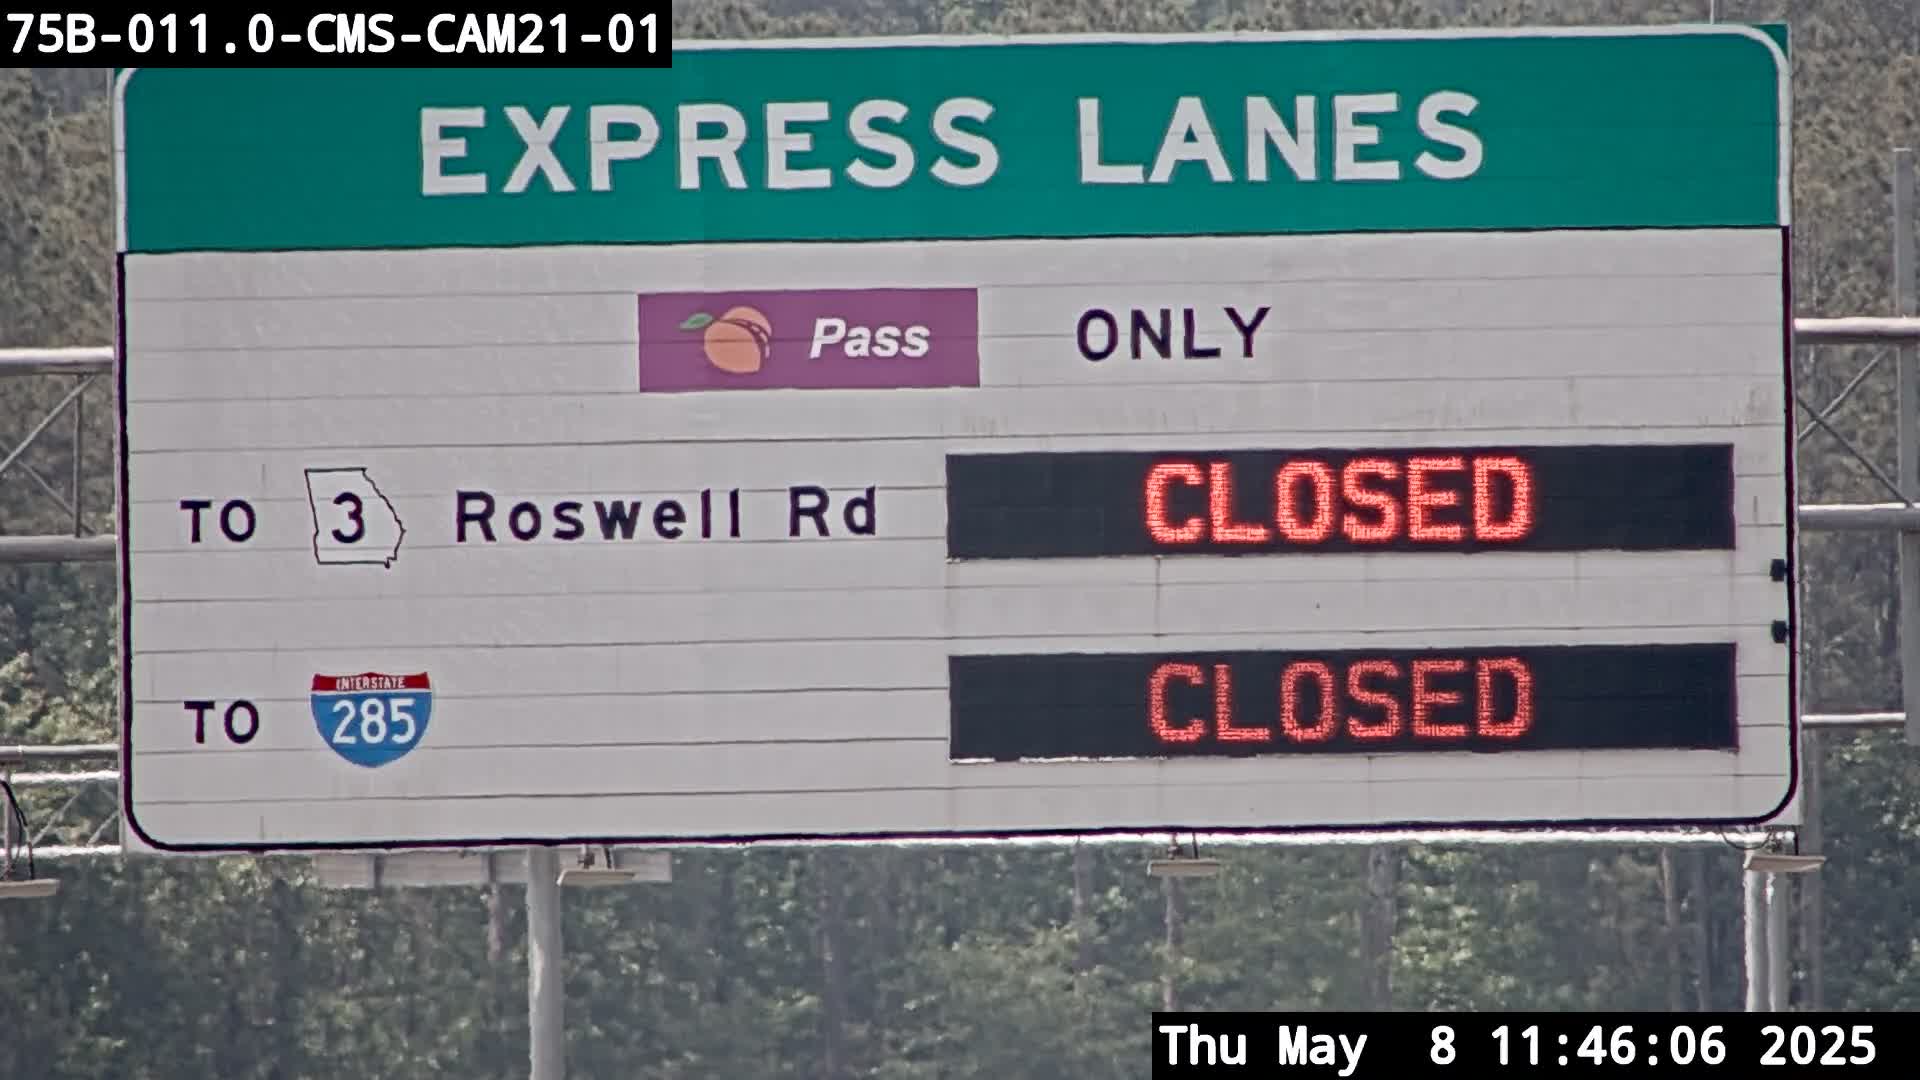 75B-011.0-CMS-CAM21-01
EXPRESS LANES
Pass ONLY
TO 3 Roswell Rd CLOSED
TO INTERSTATE 285 CLOSED
Thu May 8 11:46:06 2025